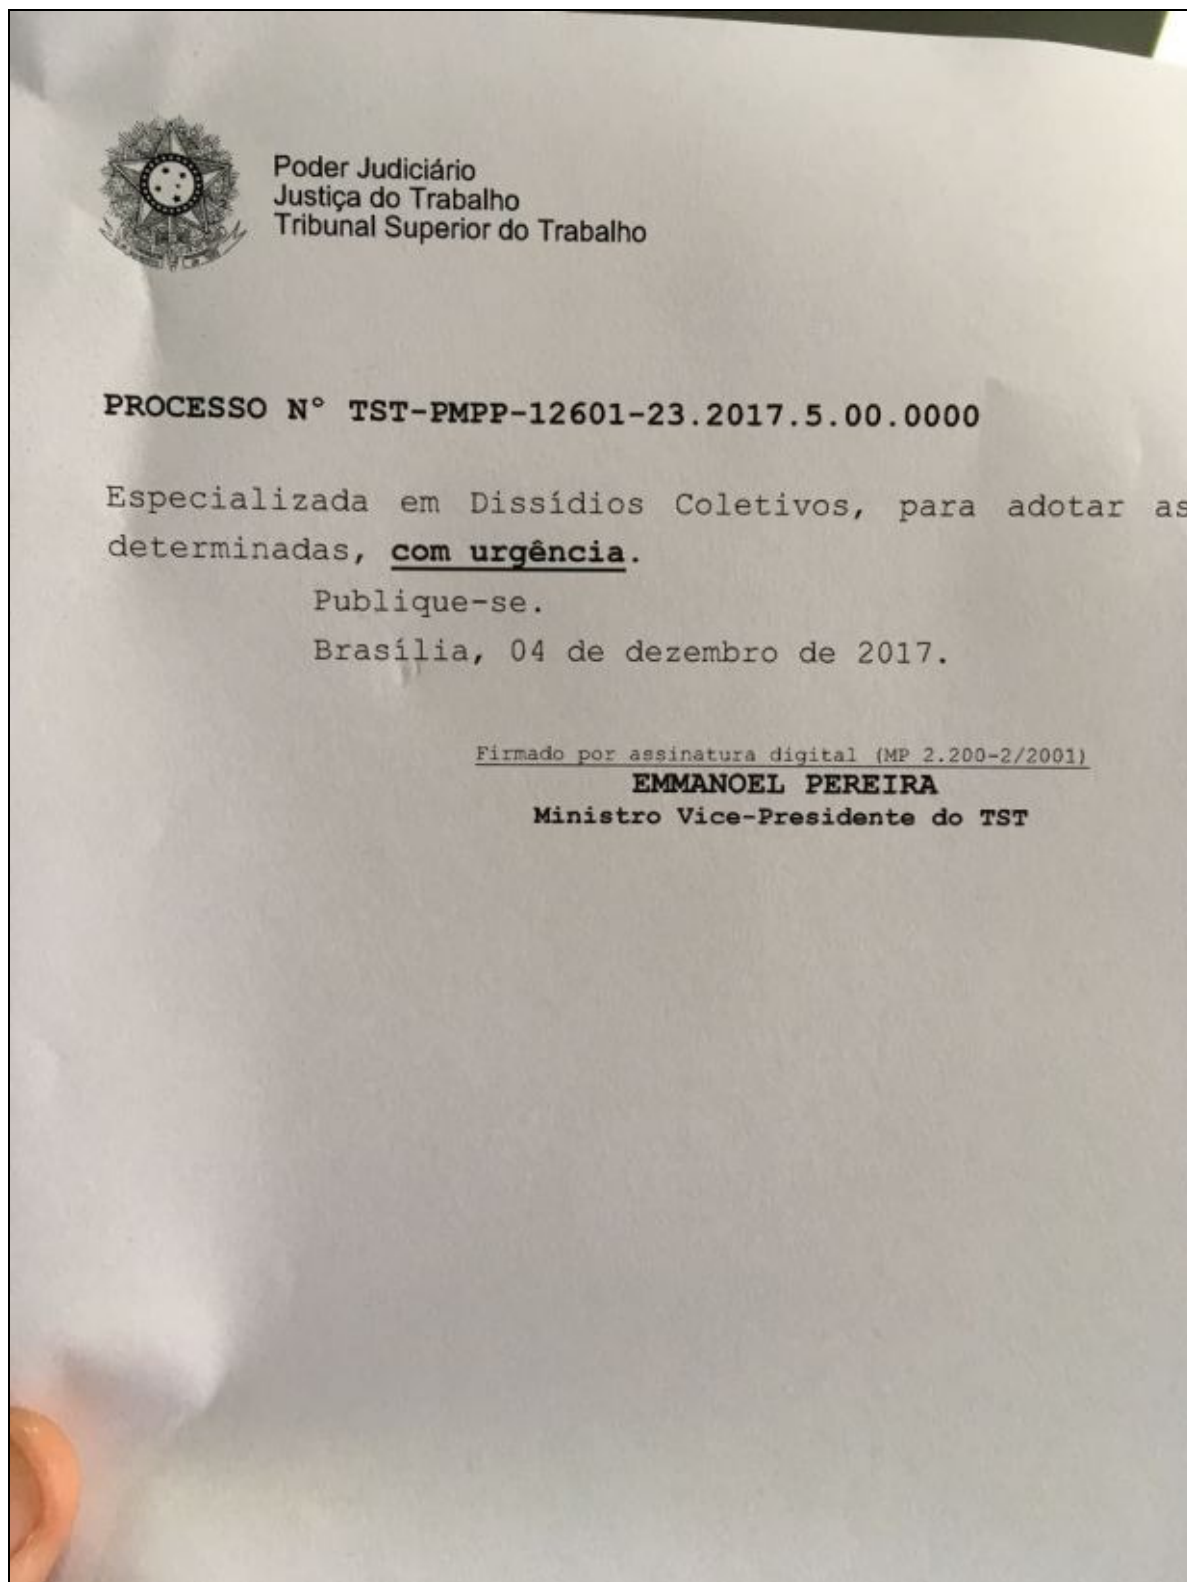 Poder Judiciário
Justiça do Trabalho
Tribunal Superior do Trabalho
PROCESSO Nº TST-PMPP-12601-23.2017.5.00.0000
Especializada em Dissídios Coletivos, para adotar as
determinadas, com urgência.
Publique-se.
Brasília, 04 de dezembro de 2017.
Firmado por assinatura digital (MP 2.200-2/2001)
EMMANOEL PEREIRA
Ministro Vice-Presidente do TST